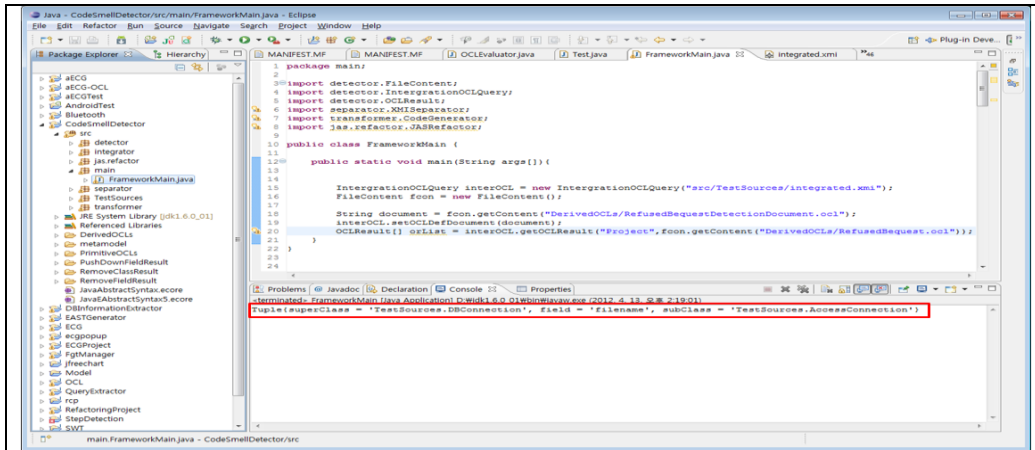 Java - CodeSmellDetector/src/main/FrameworkMain.java - Eclipse
File Edit Refactor Run Source Navigate Search Project Window Help
Plug-in Deve...
Package Explorer Hierarchy
MANIFEST.MF MANIFEST.MF OCLEvaluator.java Test.java FrameworkMain.java integrated.xmi 46
aECG
aECG-OCL
aECGTest
AndroidTest
Bluetooth
CodeSmellDetector
src
detector
integrator
jas.refactor
main
FrameworkMain.java
separator
TestSources
transformer
JRE System Library [jdk1.6.0_01]
Referenced Libraries
DerivedOCLs
metamodel
PrimitiveOCLs
PushDownFieldResult
RemoveClassResult
RemoveFieldResult
JavaAbstractSyntax.ecore
JavaEAbstractSyntax5.ecore
DBInformationExtractor
EASTGenerator
ECG
ecgpopup
ECGProject
FgtManager
jfreechart
Model
OCL
QueryExtractor
rcp
RefactoringProject
StepDetection
SWT
1 package main;
2
3 import detector.FileContent;
4 import detector.IntergrationOCLQuery;
5 import detector.OCLResult;
6 import separator.XMISeparator;
7 import transformer.CodeGenerator;
8 import jas.refactor.JASRefactor;
9
10 public class FrameworkMain {
11
12 public static void main(String args[]){
13
14
15 IntergrationOCLQuery interOCL = new IntergrationOCLQuery("src/TestSources/integrated.xmi");
16 FileContent fcon = new FileContent();
17
18 String document = fcon.getContent("DerivedOCLs/RefusedBequestDetectionDocument.ocl");
19 interOCL.setOCLDefDocument(document);
20 OCLResult[] orList = interOCL.getOCLResult("Project",fcon.getContent("DerivedOCLs/RefusedBequest.ocl"));
21 }
22 }
23
24
Problems Javadoc Declaration Console Properties
<terminated> FrameworkMain [Java Application] D:₩jdk1.6.0_01₩bin₩javaw.exe (2012. 4. 13. 오후 2:19:01)
Tuple(superClass = 'TestSources.DBConnection', field = 'filename', subClass = 'TestSources.AccessConnection')
main.FrameworkMain.java - CodeSmellDetector/src